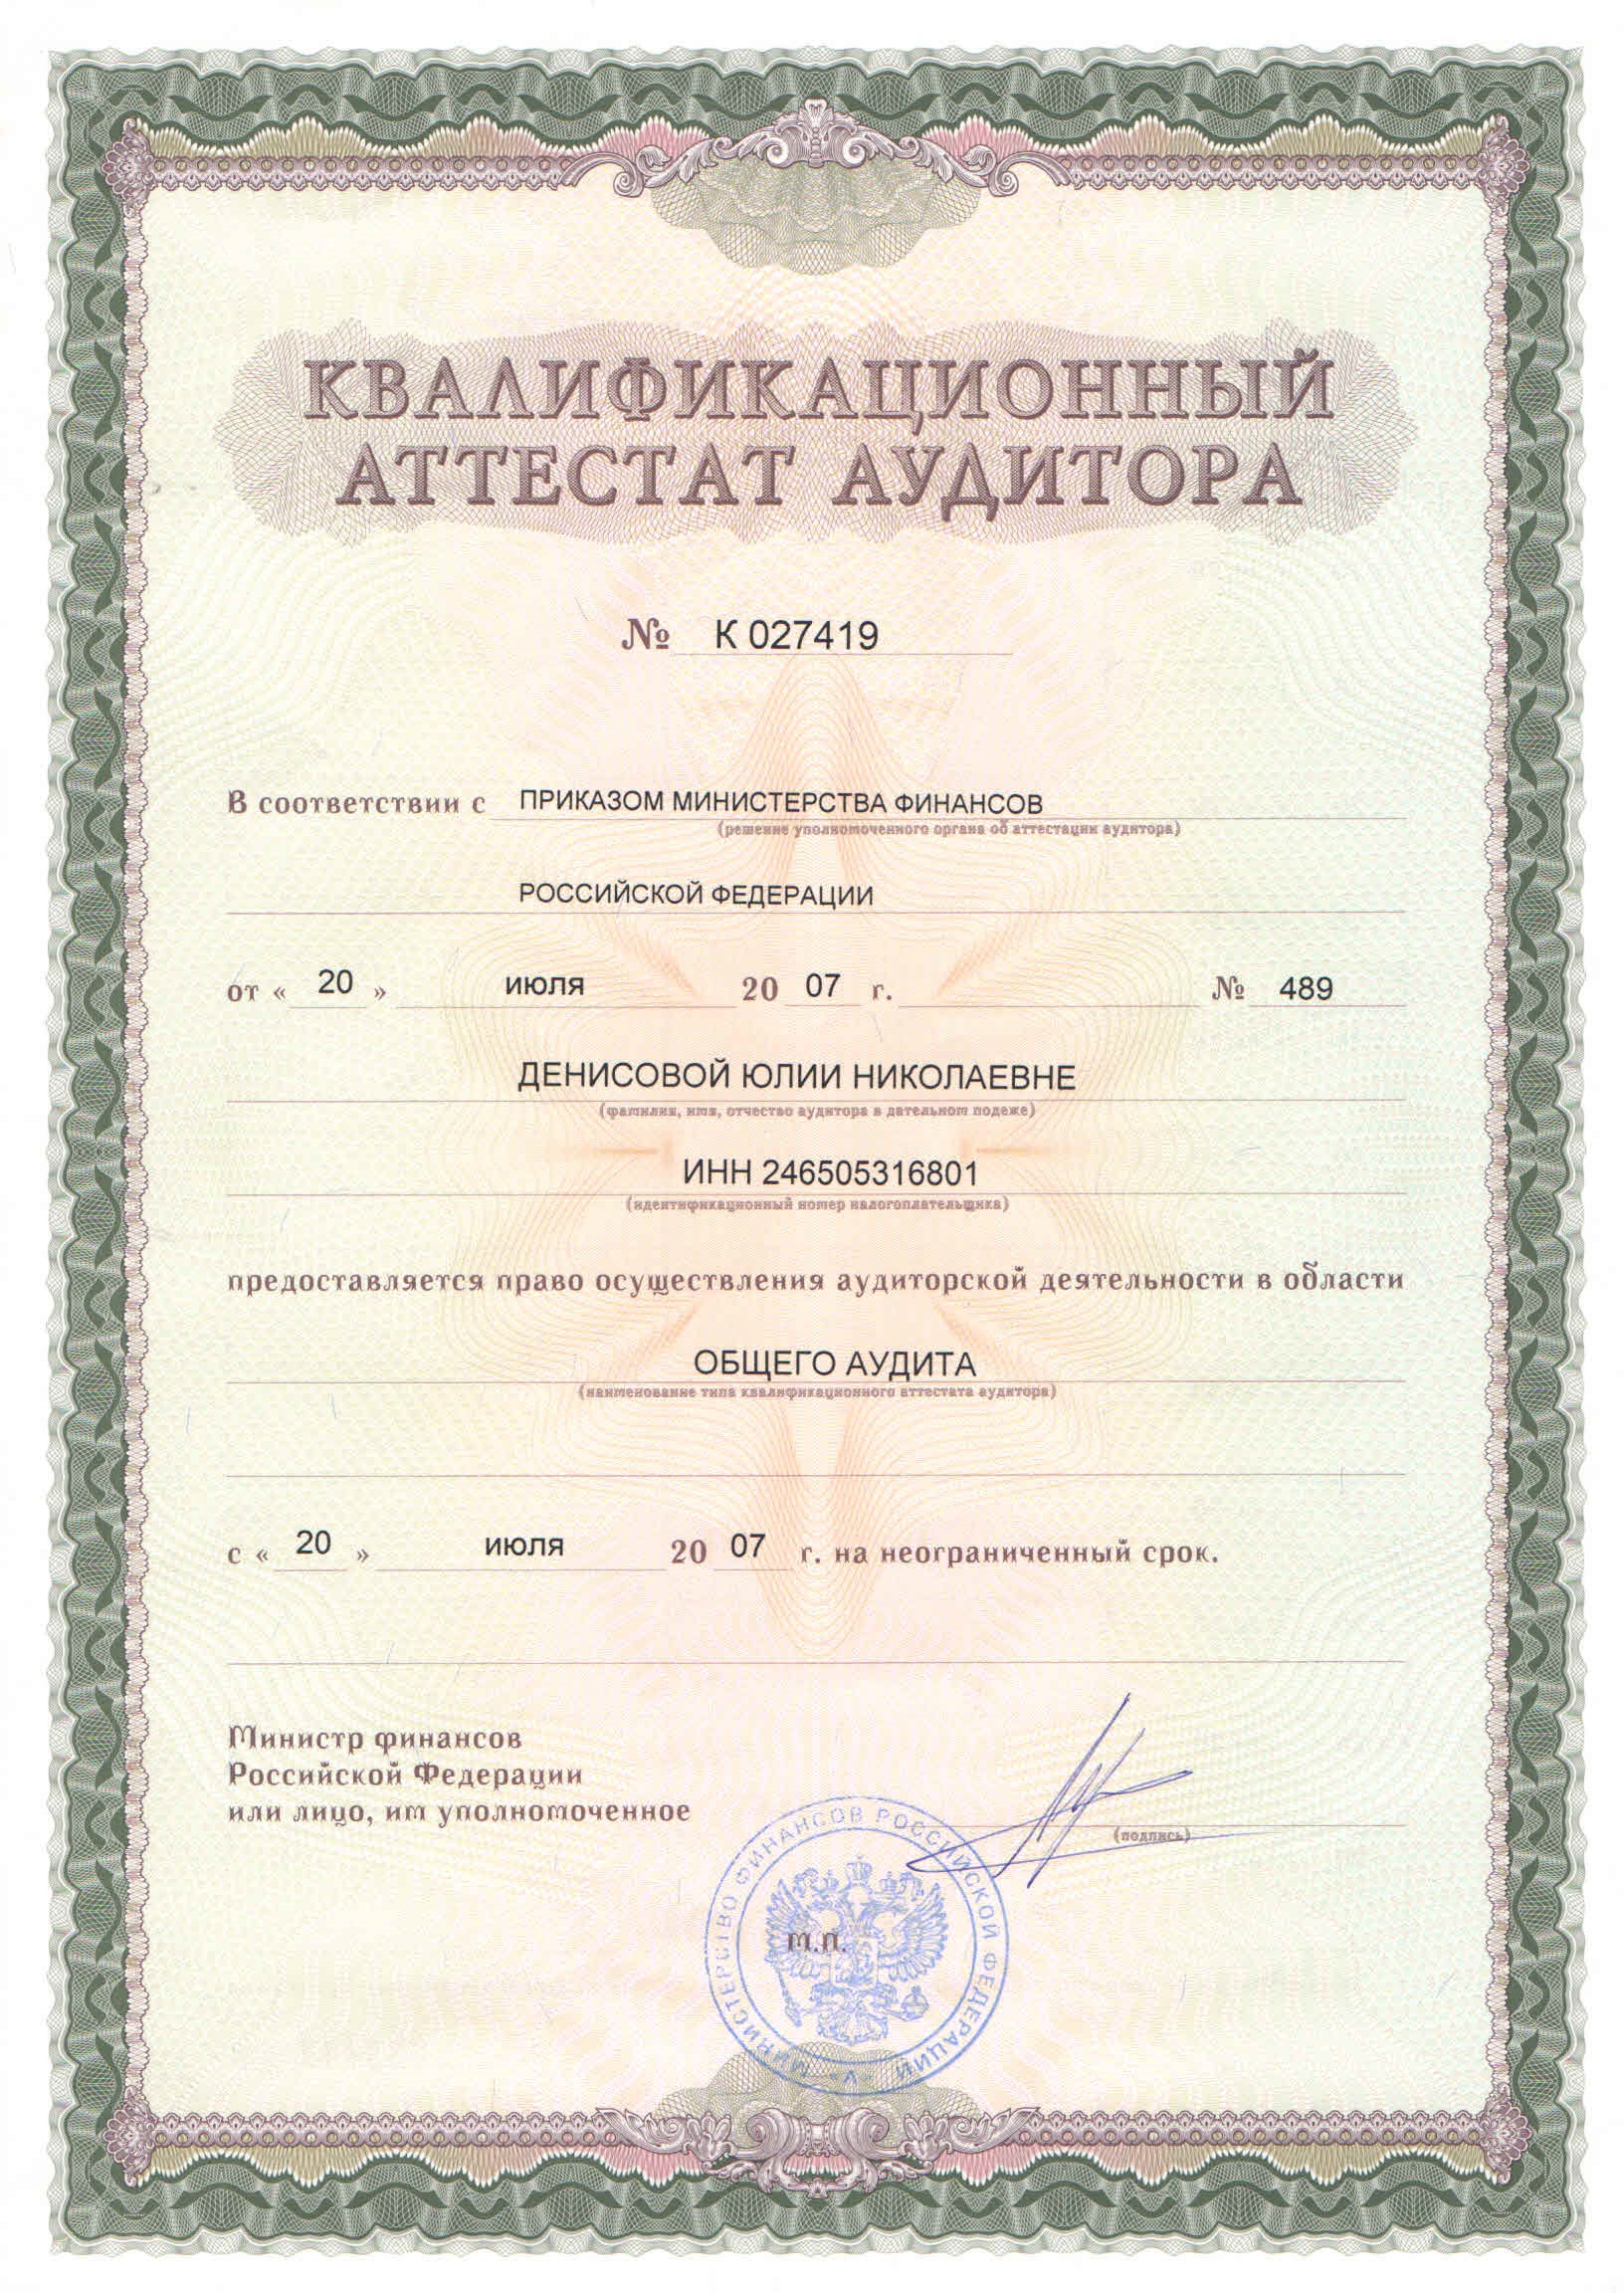 КВАЛИФИКАЦИОННЫЙ
АТТЕСТАТ АУДИТОРА
№ К 027419
В соответствии с ПРИКАЗОМ МИНИСТЕРСТВА ФИНАНСОВ
(решение уполномоченного органа об аттестации аудитора)
РОССИЙСКОЙ ФЕДЕРАЦИИ
от « 20 » июля 20 07 г. № 489
ДЕНИСОВОЙ ЮЛИИ НИКОЛАЕВНЕ
(фамилия, имя, отчество аудитора в дательном подеже)
ИНН 246505316801
(идентификационный номер налогоплательщика)
предоставляется право осуществления аудиторской деятельности в области
ОБЩЕГО АУДИТА
(наименование типа квалификационного аттестата аудитора)
с « 20 » июля 20 07 г. на неограниченный срок.
Министр финансов
Российской Федерации
или лицо, им уполномоченное
(подпись)
МИНИСТЕРСТВО ФИНАНСОВ РОССИЙСКОЙ ФЕДЕРАЦИИ
м.п.